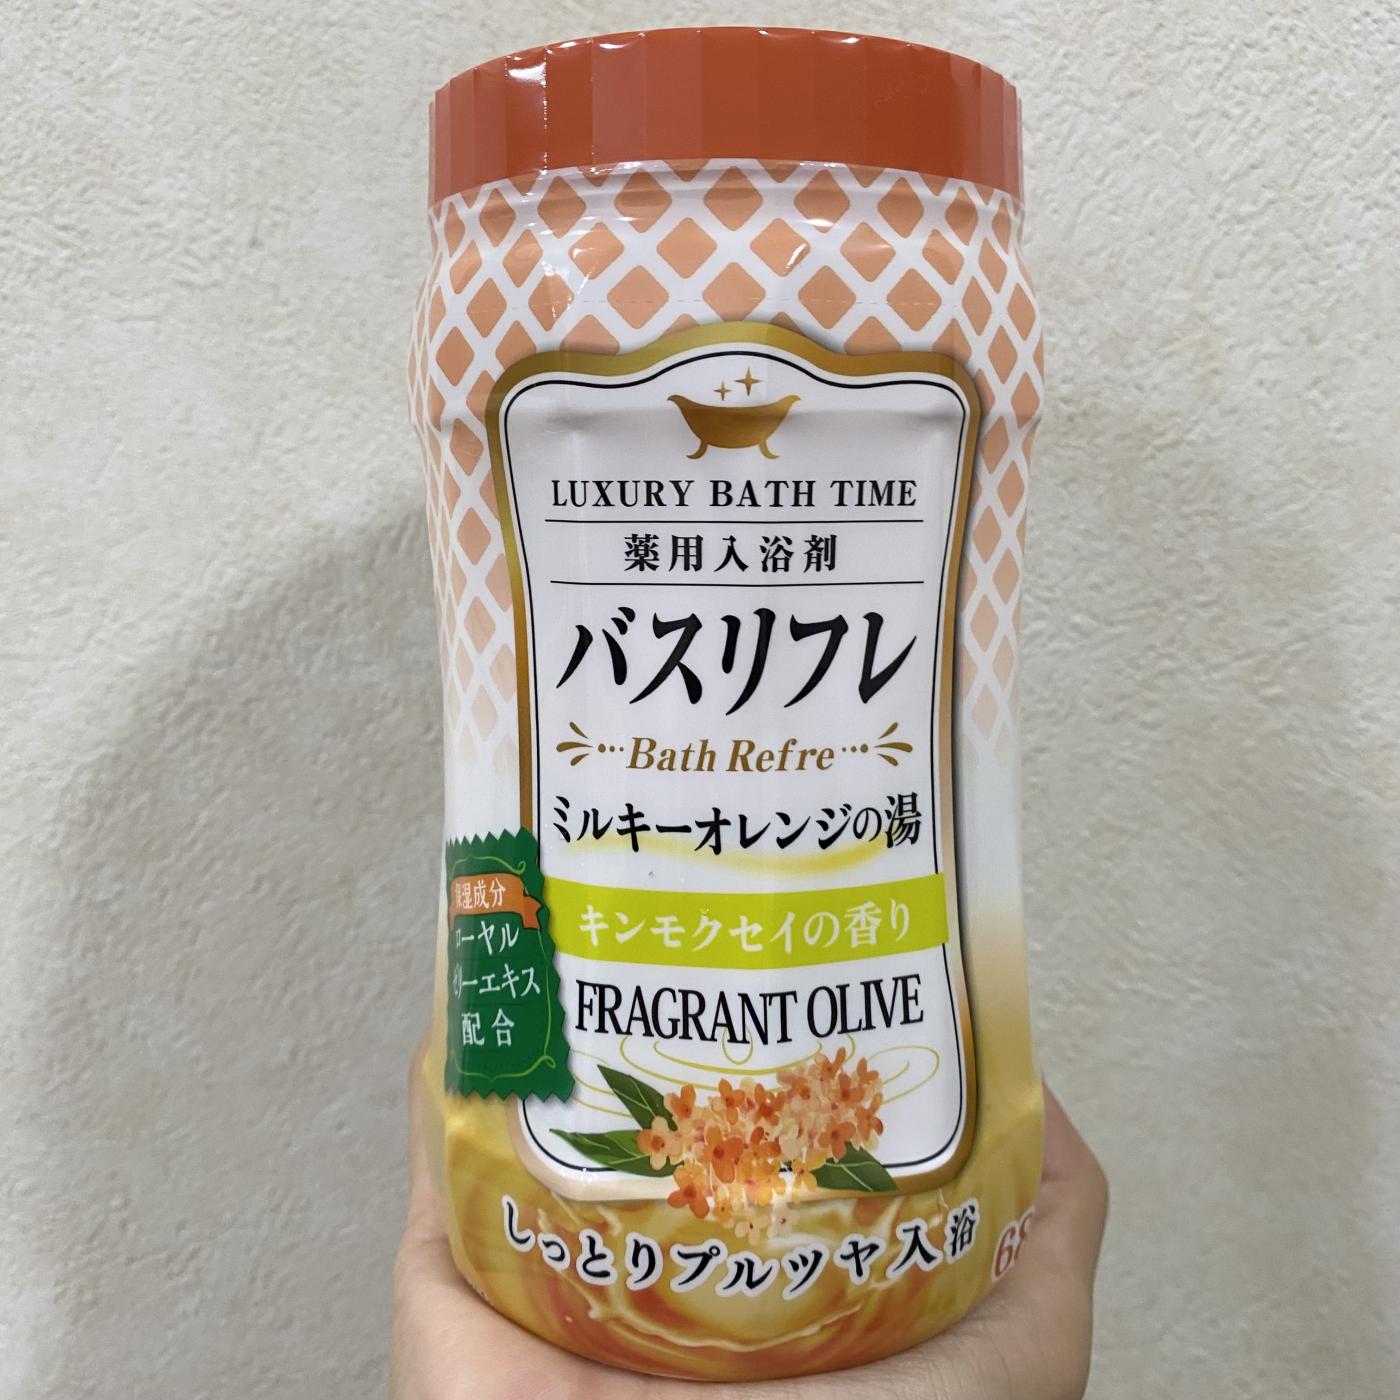 LUXURY BATH TIME
薬用入浴剤
バスリフレ
Bath Refre
ミルキーオレンジの湯
キンモクセイの香り
FRAGRANT OLIVE
保湿成分
ローヤル
ゼリーエキス
配合
しっとりプルツヤ入浴
68